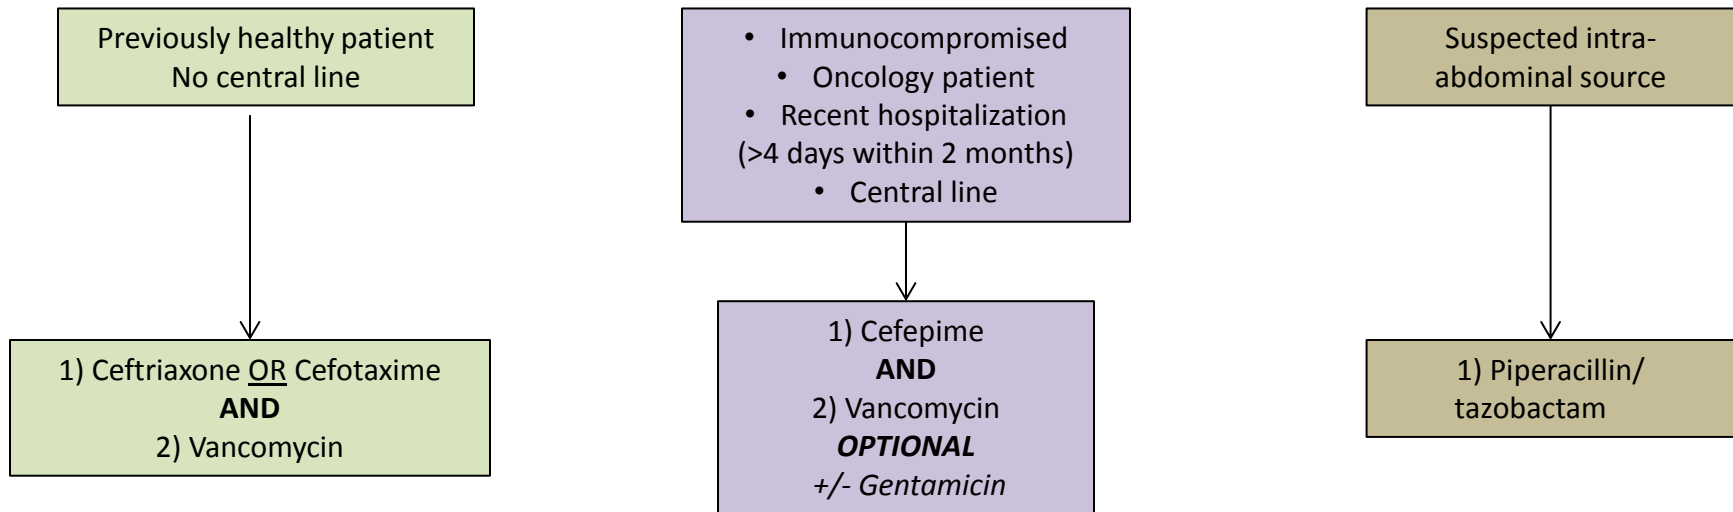 Previously healthy patient
No central line
1) Ceftriaxone OR Cefotaxime
AND
2) Vancomycin
• Immunocompromised
• Oncology patient
• Recent hospitalization
(>4 days within 2 months)
• Central line
1) Cefepime
AND
2) Vancomycin
OPTIONAL
+/- Gentamicin
Suspected intra-
abdominal source
1) Piperacillin/
tazobactam